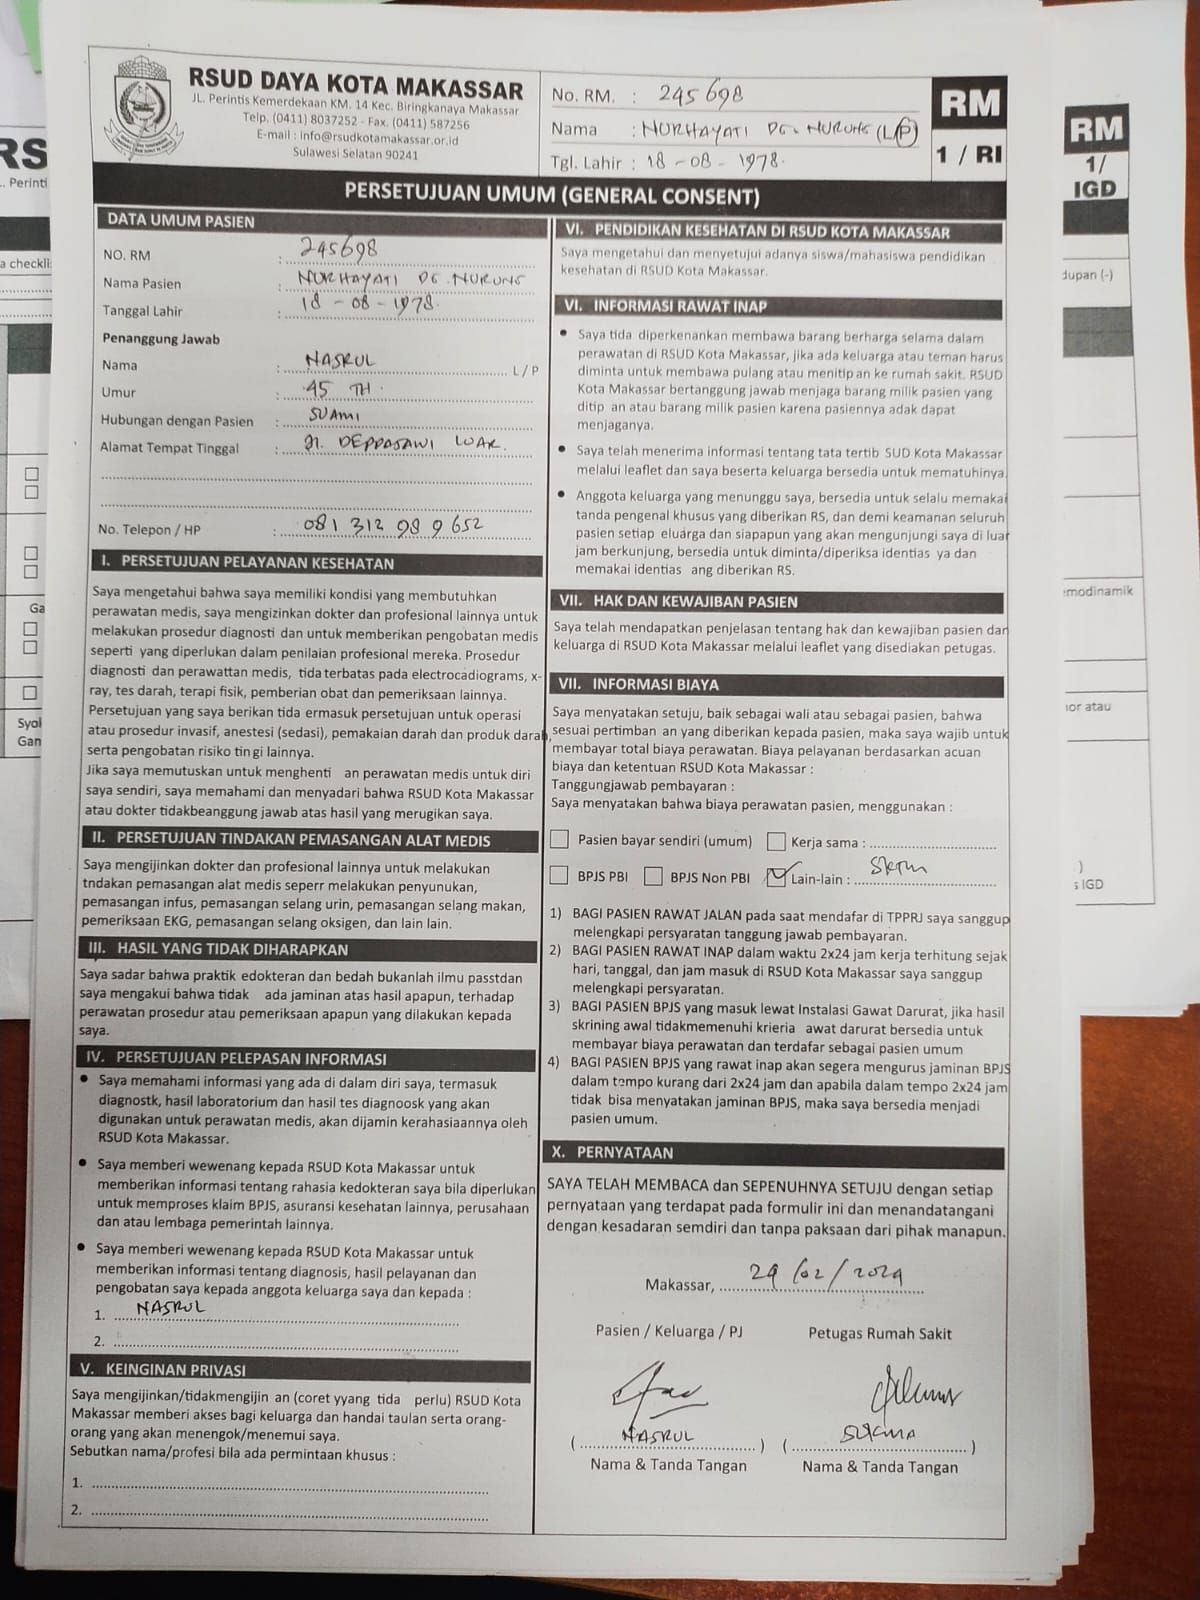 RSUD DAYA KOTA MAKASSAR
JL. Perintis Kemerdekaan KM. 14 Kec. Biringkanaya Makassar
Telp. (0411) 8037252 - Fax. (0411) 587256
E-mail : info@rsudkotamakassar.or.id
Sulawesi Selatan 90241
No. RM. : 245698
Nama : NURHAYATI DG. NURUNG (L/P)
Tgl. Lahir : 18-08-1978.
RM
1 / RI
PERSETUJUAN UMUM (GENERAL CONSENT)
DATA UMUM PASIEN
NO. RM : 245698
Nama Pasien : NURHAYATI DG. NURUNG
Tanggal Lahir : 18-08-1978.
Penanggung Jawab
Nama : NASRUL L / P
Umur : 45 TH
Hubungan dengan Pasien : SUAMI
Alamat Tempat Tinggal : Jl. DEPPASAWI LUAR.
No. Telepon / HP : 081 312 989 652
I. PERSETUJUAN PELAYANAN KESEHATAN
Saya mengetahui bahwa saya memiliki kondisi yang membutuhkan
perawatan medis, saya mengizinkan dokter dan profesional lainnya untuk
melakukan prosedur diagnosti dan untuk memberikan pengobatan medis
seperti yang diperlukan dalam penilaian profesional mereka. Prosedur
diagnosti dan perawattan medis, tida terbatas pada electrocadiograms, x-
ray, tes darah, terapi fisik, pemberian obat dan pemeriksaan lainnya.
Persetujuan yang saya berikan tida ermasuk persetujuan untuk operasi
atau prosedur invasif, anestesi (sedasi), pemakaian darah dan produk darah,
serta pengobatan risiko tin gi lainnya.
Jika saya memutuskan untuk menghenti an perawatan medis untuk diri
saya sendiri, saya memahami dan menyadari bahwa RSUD Kota Makassar
atau dokter tidakbeanggung jawab atas hasil yang merugikan saya.
II. PERSETUJUAN TINDAKAN PEMASANGAN ALAT MEDIS
Saya mengijinkan dokter dan profesional lainnya untuk melakukan
tndakan pemasangan alat medis seperr melakukan penyunukan,
pemasangan infus, pemasangan selang urin, pemasangan selang makan,
pemeriksaan EKG, pemasangan selang oksigen, dan lain lain.
III. HASIL YANG TIDAK DIHARAPKAN
Saya sadar bahwa praktik edokteran dan bedah bukanlah ilmu passtdan
saya mengakui bahwa tidak ada jaminan atas hasil apapun, terhadap
perawatan prosedur atau pemeriksaan apapun yang dilakukan kepada
saya.
IV. PERSETUJUAN PELEPASAN INFORMASI
• Saya memahami informasi yang ada di dalam diri saya, termasuk
diagnostk, hasil laboratorium dan hasil tes diagnoosk yang akan
digunakan untuk perawatan medis, akan dijamin kerahasiaannya oleh
RSUD Kota Makassar.
• Saya memberi wewenang kepada RSUD Kota Makassar untuk
memberikan informasi tentang rahasia kedokteran saya bila diperlukan
untuk memproses klaim BPJS, asuransi kesehatan lainnya, perusahaan
dan atau lembaga pemerintah lainnya.
• Saya memberi wewenang kepada RSUD Kota Makassar untuk
memberikan informasi tentang diagnosis, hasil pelayanan dan
pengobatan saya kepada anggota keluarga saya dan kepada :
1. NASRUL
2.
V. KEINGINAN PRIVASI
Saya mengijinkan/tidakmengijin an (coret yyang tida perlu) RSUD Kota
Makassar memberi akses bagi keluarga dan handai taulan serta orang-
orang yang akan menengok/menemui saya.
Sebutkan nama/profesi bila ada permintaan khusus :
1.
2.
VI. PENDIDIKAN KESEHATAN DI RSUD KOTA MAKASSAR
Saya mengetahui dan menyetujui adanya siswa/mahasiswa pendidikan
kesehatan di RSUD Kota Makassar.
VI. INFORMASI RAWAT INAP
• Saya tida diperkenankan membawa barang berharga selama dalam
perawatan di RSUD Kota Makassar, jika ada keluarga atau teman harus
diminta untuk membawa pulang atau menitip an ke rumah sakit. RSUD
Kota Makassar bertanggung jawab menjaga barang milik pasien yang
ditip an atau barang milik pasien karena pasiennya adak dapat
menjaganya.
• Saya telah menerima informasi tentang tata tertib SUD Kota Makassar
melalui leaflet dan saya beserta keluarga bersedia untuk mematuhinya.
• Anggota keluarga yang menunggu saya, bersedia untuk selalu memakai
tanda pengenal khusus yang diberikan RS, dan demi keamanan seluruh
pasien setiap eluarga dan siapapun yang akan mengunjungi saya di luar
jam berkunjung, bersedia untuk diminta/diperiksa identias ya dan
memakai identias ang diberikan RS.
VII. HAK DAN KEWAJIBAN PASIEN
Saya telah mendapatkan penjelasan tentang hak dan kewajiban pasien dan
keluarga di RSUD Kota Makassar melalui leaflet yang disediakan petugas.
VII. INFORMASI BIAYA
Saya menyatakan setuju, baik sebagai wali atau sebagai pasien, bahwa
sesuai pertimban an yang diberikan kepada pasien, maka saya wajib untuk
membayar total biaya perawatan. Biaya pelayanan berdasarkan acuan
biaya dan ketentuan RSUD Kota Makassar :
Tanggungjawab pembayaran :
Saya menyatakan bahwa biaya perawatan pasien, menggunakan :
Pasien bayar sendiri (umum) Kerja sama :
BPJS PBI BPJS Non PBI Lain-lain :
1) BAGI PASIEN RAWAT JALAN pada saat mendafar di TPPRJ saya sanggup
melengkapi persyaratan tanggung jawab pembayaran.
2) BAGI PASIEN RAWAT INAP dalam waktu 2x24 jam kerja terhitung sejak
hari, tanggal, dan jam masuk di RSUD Kota Makassar saya sanggup
melengkapi persyaratan.
3) BAGI PASIEN BPJS yang masuk lewat Instalasi Gawat Darurat, jika hasil
skrining awal tidakmemenuhi krieria awat darurat bersedia untuk
membayar biaya perawatan dan terdafar sebagai pasien umum
4) BAGI PASIEN BPJS yang rawat inap akan segera mengurus jaminan BPJS
dalam tempo kurang dari 2x24 jam dan apabila dalam tempo 2x24 jam
tidak bisa menyatakan jaminan BPJS, maka saya bersedia menjadi
pasien umum.
X. PERNYATAAN
SAYA TELAH MEMBACA dan SEPENUHNYA SETUJU dengan setiap
pernyataan yang terdapat pada formulir ini dan menandatangani
dengan kesadaran semdiri dan tanpa paksaan dari pihak manapun.
Makassar, 29/02/2024
Pasien / Keluarga / PJ Petugas Rumah Sakit
( NASRUL ) ( SUKMA )
Nama & Tanda Tangan Nama & Tanda Tangan
RS
. Perinti
a checkli
Ga
Syol
Gan
RM
1/
IGD
dupan (-)
emodinamik
nor atau
)
s IGD